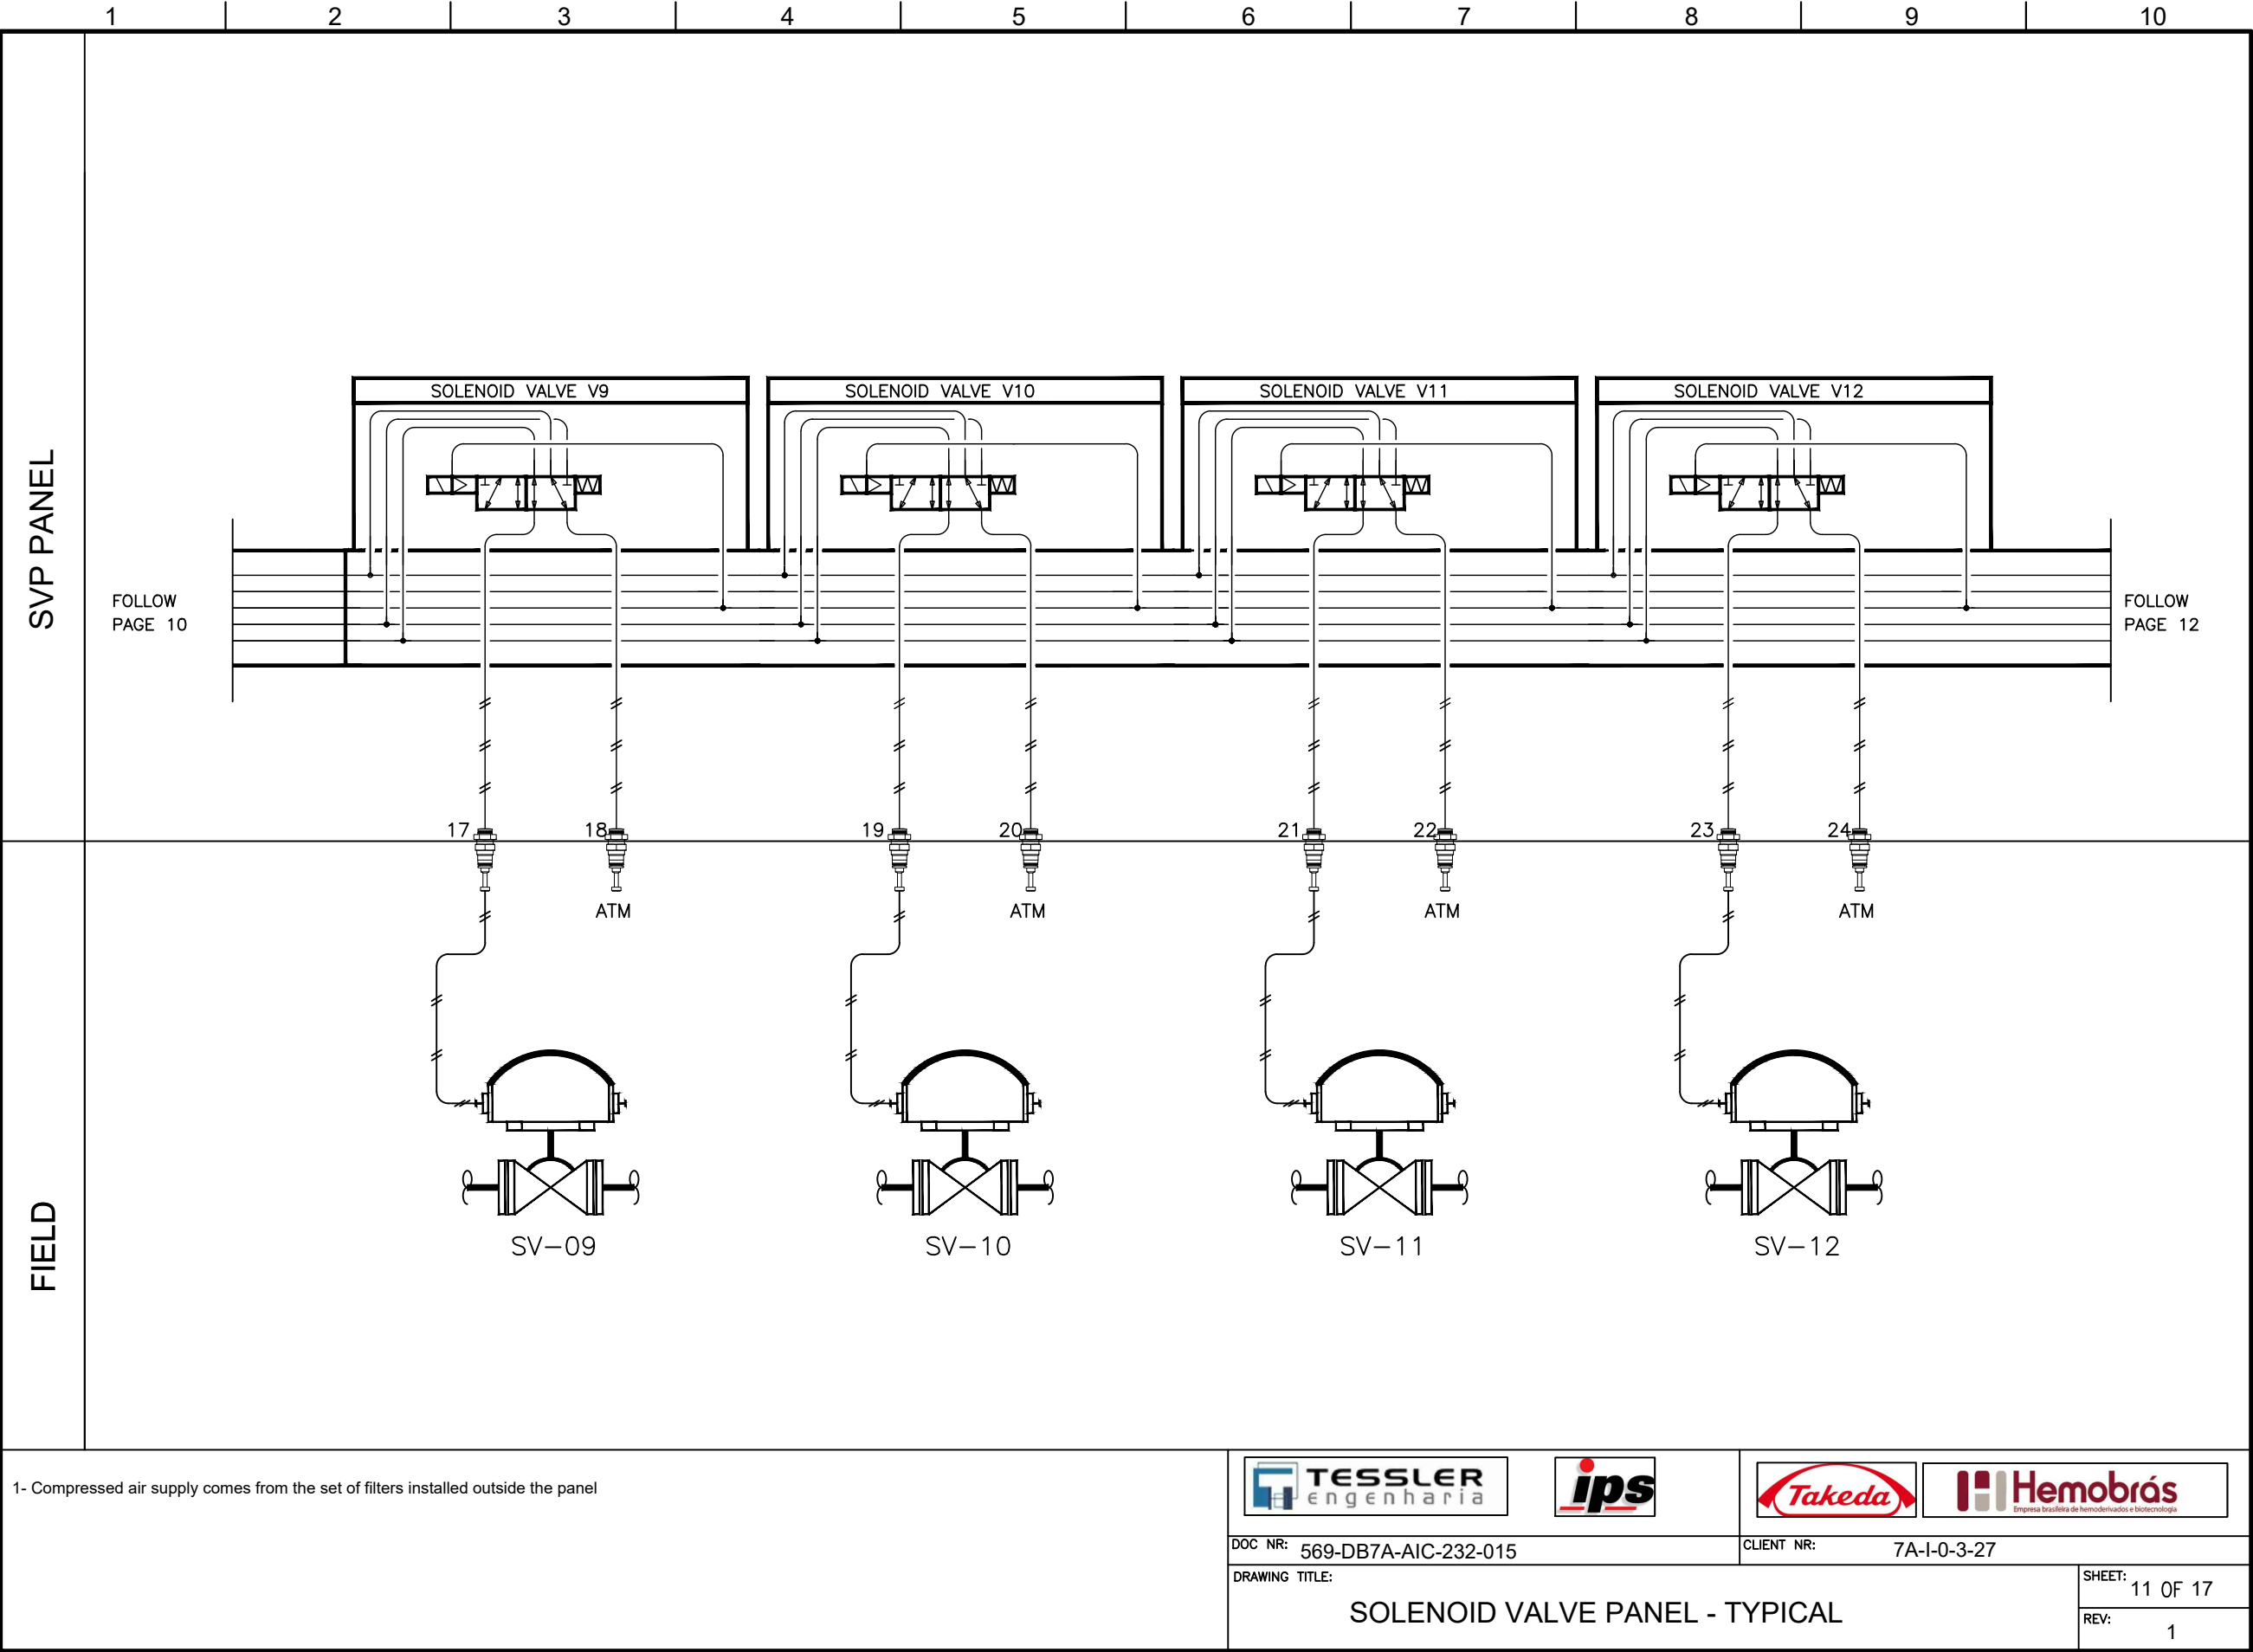 1 2 3 4 5 6 7 8 9 10
SVP PANEL
SOLENOID VALVE V9
SOLENOID VALVE V10
SOLENOID VALVE V11
SOLENOID VALVE V12
FOLLOW
PAGE 10
FOLLOW
PAGE 12
17 18 19 20 21 22 23 24
ATM ATM ATM ATM
FIELD
SV-09 SV-10 SV-11 SV-12
1- Compressed air supply comes from the set of filters installed outside the panel
TESSLER
engenharia
ips
Takeda
Hemobrás
Empresa brasileira de hemoderivados e biotecnologia
DOC NR: 569-DB7A-AIC-232-015
CLIENT NR: 7A-I-0-3-27
DRAWING TITLE:
SOLENOID VALVE PANEL - TYPICAL
SHEET: 11 OF 17
REV: 1